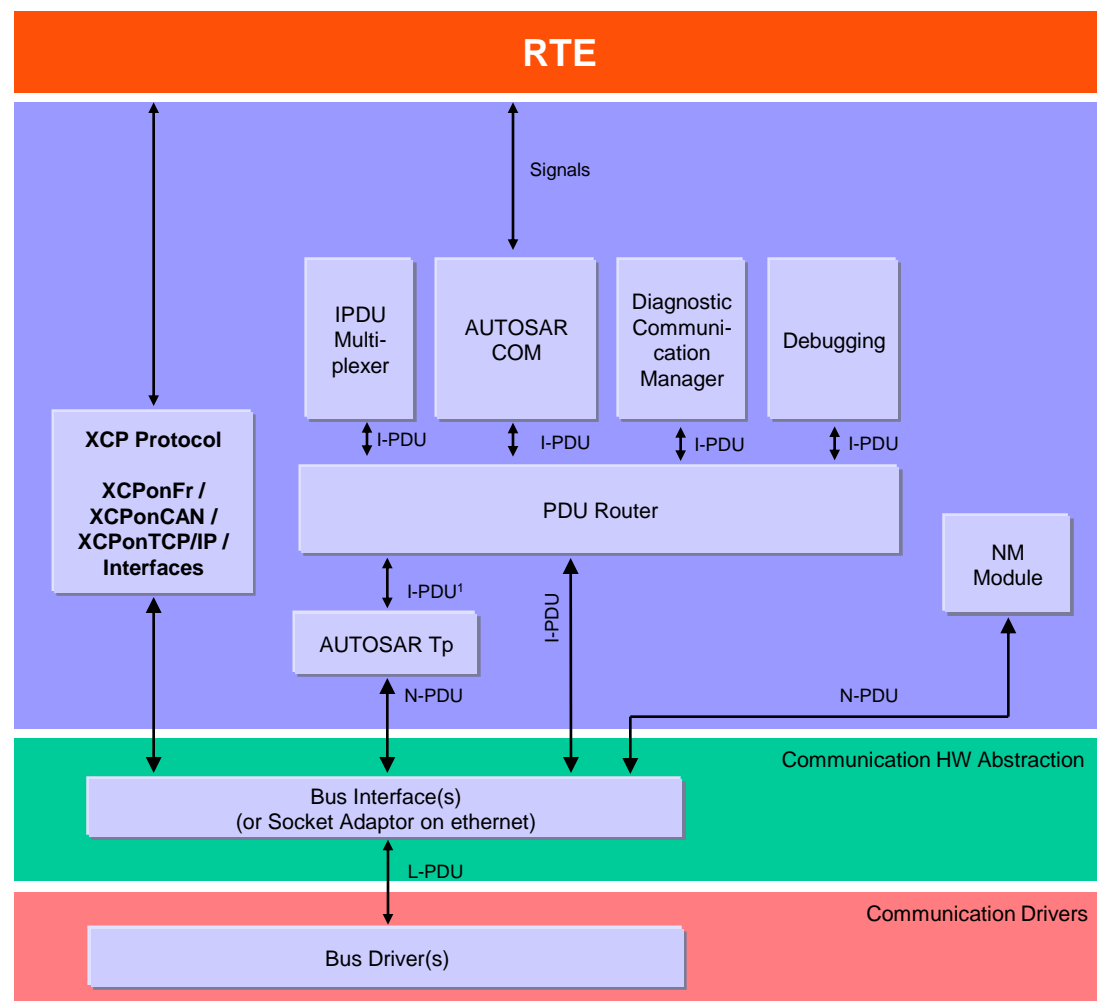 RTE
Signals
IPDU
Multi-
plexer
AUTOSAR
COM
Diagnostic
Communi-
cation
Manager
Debugging
XCP Protocol
XCPonFr /
XCPonCAN /
XCPonTCP/IP /
Interfaces
I-PDU
I-PDU
I-PDU
I-PDU
PDU Router
NM
Module
I-PDU¹
I-PDU
AUTOSAR Tp
N-PDU
N-PDU
Communication HW Abstraction
Bus Interface(s)
(or Socket Adaptor on ethernet)
L-PDU
Communication Drivers
Bus Driver(s)